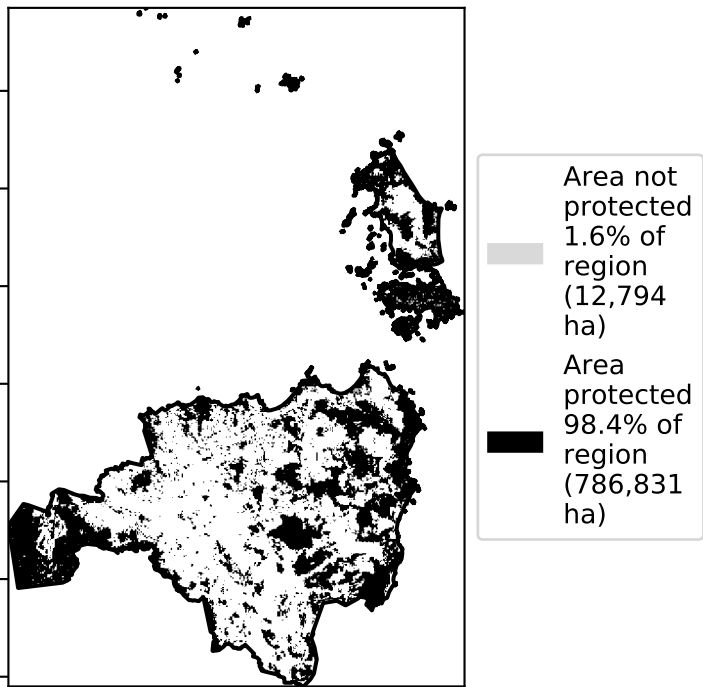 Area not
protected
1.6% of
region
(12,794
ha)
Area
protected
98.4% of
region
(786,831
ha)